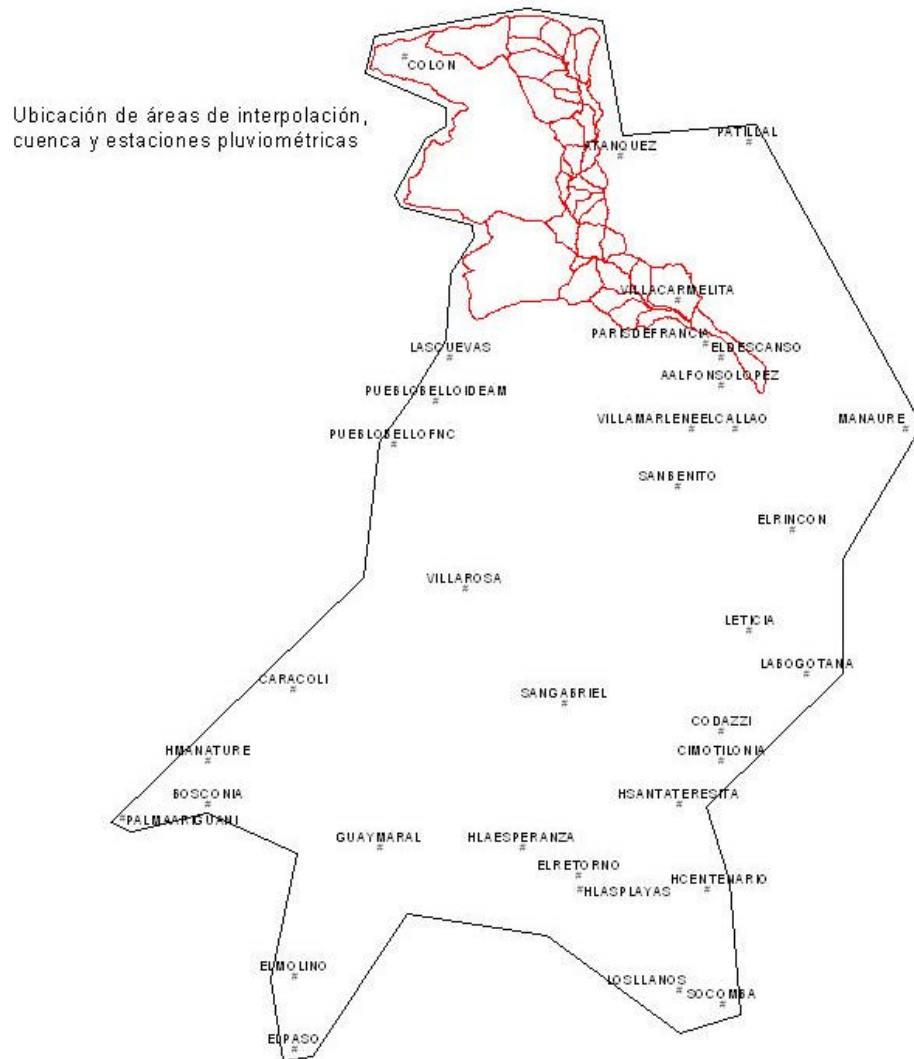 COLON
Ubicación de áreas de interpolación,
cuenca y estaciones pluviométricas
PATILLAL
ATANQUEZ
VILLACARMELITA
PARISDEFRANCIA
LASCUEVAS
ELDESCANSO
AALFONSOLOPEZ
PUEBLOBELLOIDEAM
VILLAMARLENE
ELCALLAO
MANAURE
PUEBLOBELLOFNC
SANBENITO
ELRINCON
VILLAROSA
LETICIA
LABOGOTANA
CARACOLI
SANGABRIEL
CODAZZI
HMANATURE
CIMOTILONIA
BOSCONIA
HSANTATERESITA
PALMAARIGUANI
GUAYMARAL
HLAESPERANZA
ELRETORNO
HCENTENARIO
HLASPLAYAS
ELMOLINO
LOSLLANOS
SOCOMBA
ELPASO